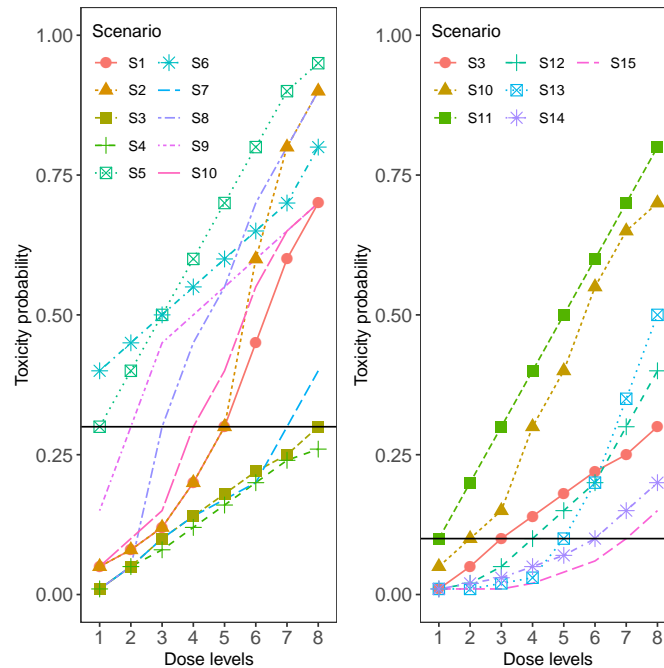 Scenario
S1 S6
S2 S7
S3 S8
S4 S9
S5 S10
Toxicity probability
1.00
0.75
0.50
0.25
0.00
1 2 3 4 5 6 7 8
Dose levels
Scenario
S3 S12 S15
S10 S13
S11 S14
Toxicity probability
1.00
0.75
0.50
0.25
0.00
1 2 3 4 5 6 7 8
Dose levels